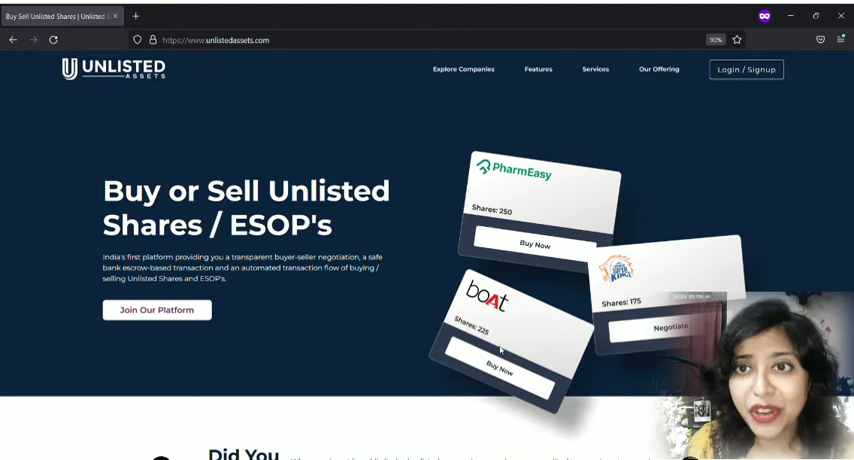 Buy Sell Unlisted Shares | Unlisted S
https://www.unlistedassets.com
90%
UNLISTED
ASSETS
Explore Companies
Features
Services
Our Offering
Login / Signup
Buy or Sell Unlisted
Shares / ESOP's
India's first platform providing you a transparent buyer-seller negotiation, a safe
bank escrow-based transaction and an automated transaction flow of buying /
selling Unlisted Shares and ESOP's.
Join Our Platform
PharmEasy
Shares: 250
Buy Now
SUPER
KINGS
Shares: 175
Negotiate
boAt
Shares: 225
Buy Now
Did You